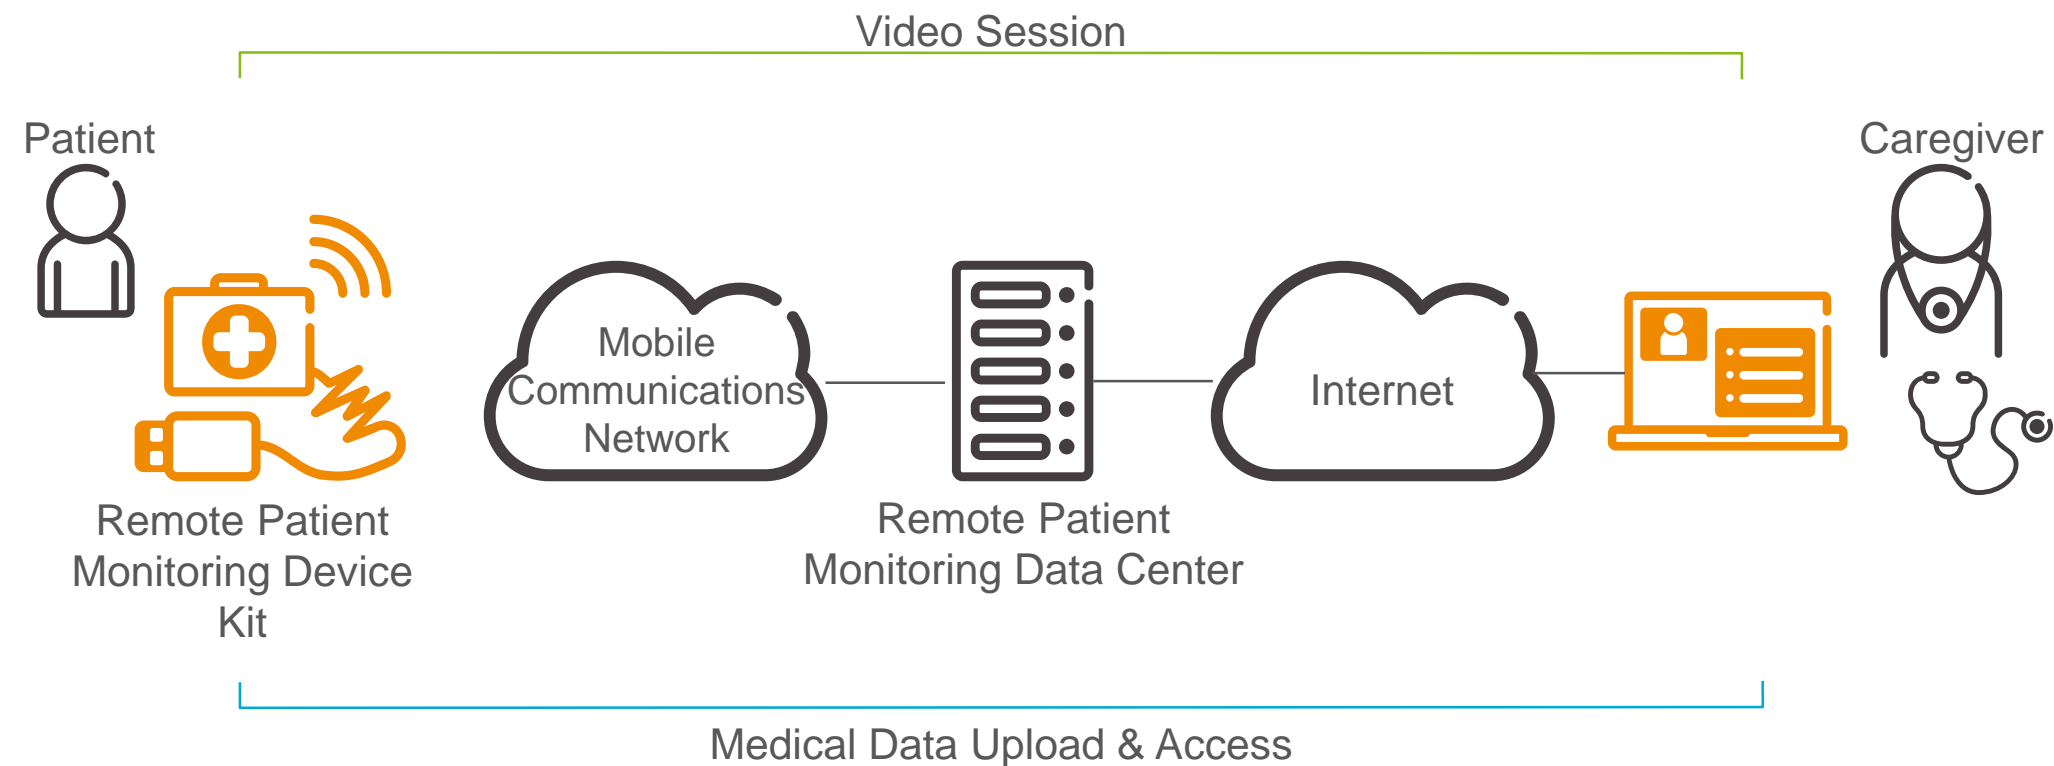 Video Session
Patient
Caregiver
Mobile
Communications
Network
Internet
Remote Patient
Monitoring Device
Kit
Remote Patient
Monitoring Data Center
Medical Data Upload & Access